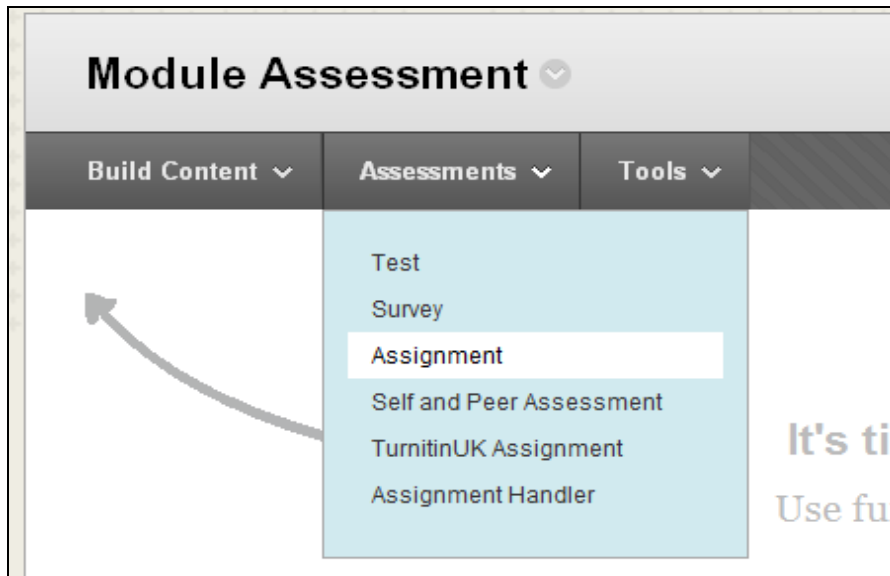 Module Assessment
Build Content Assessments Tools
Test
Survey
Assignment
Self and Peer Assessment
TurnitinUK Assignment
Assignment Handler
It's ti
Use fu